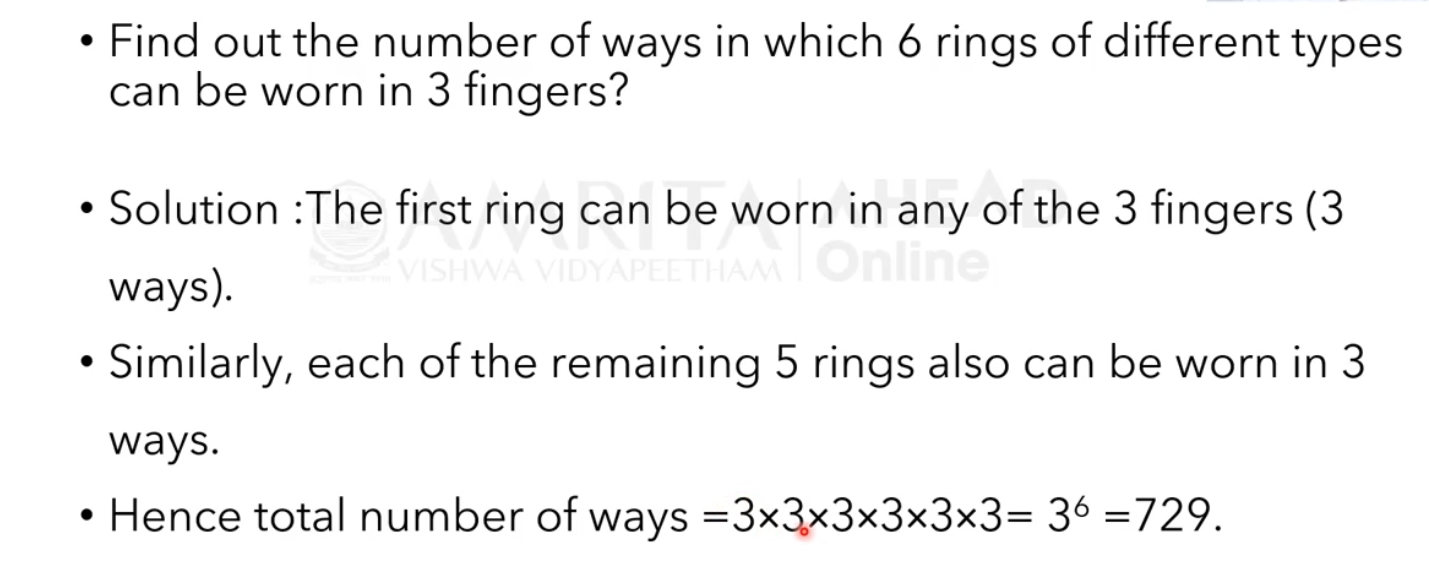 • Find out the number of ways in which 6 rings of different types
can be worn in 3 fingers?
• Solution :The first ring can be worn in any of the 3 fingers (3
ways).
• Similarly, each of the remaining 5 rings also can be worn in 3
ways.
• Hence total number of ways =3×3×3×3×3×3= 3⁶ =729.
AMRITA AHEAD
VISHWA VIDYAPEETHAM Online